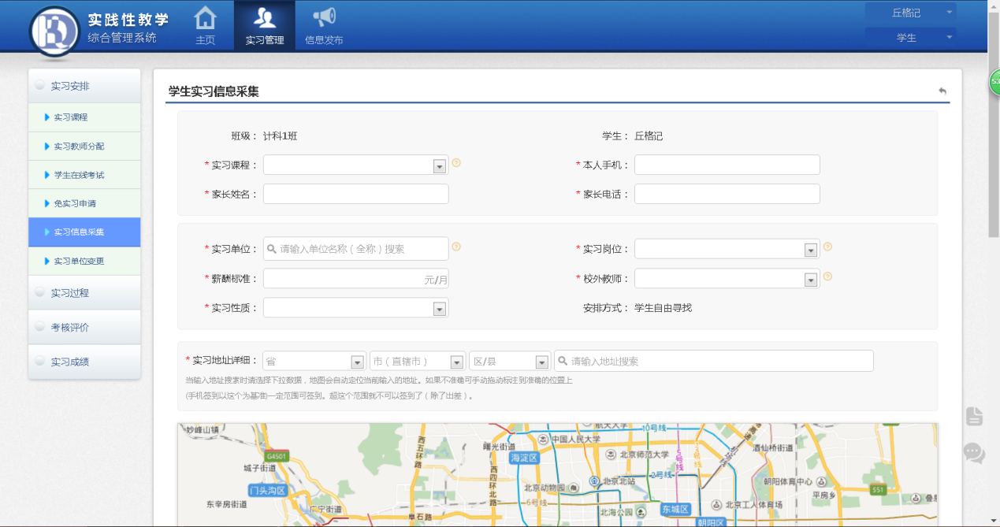 实践性教学
综合管理系统
主页
实习管理
信息发布
丘格记
学生
53
实习安排
实习课程
实习教师分配
学生在线考试
免实习申请
实习信息采集
实习单位变更
实习过程
考核评价
实习成绩
学生实习信息采集
班级： 计科1班 学生： 丘格记
*实习课程： *本人手机：
*家长姓名： *家长电话：
*实习单位： 请输入单位名称（全称）搜索 *实习岗位：
*薪酬标准： 元/月 *校外教师：
*实习性质： 安排方式： 学生自由寻找
*实习地址详细： 省 市（直辖市） 区/县 请输入地址搜索
当输入地址搜索时请选择下拉数据，地图会自动定位当前输入的地址。如果不准确可手动拖动标注到准确的位置上
(手机签到以这个为基准)一定范围可签到。超这个范围就不可以签到了（除了出差）。
妙峰山镇
G4501
城子街道
门头沟区
东辛房街道
广宁街道
西五环路
阜石路
曙光街道
西四环北路
海淀区
中国人民大学
航天大学
10号线
北京师范大学
5号线
2号线
北京北站
北京动物园
6号线
北海公园
东城区
酒仙桥街道
朝阳体育中心
平房乡
北京工人体育场
朝阳区
S51
叠